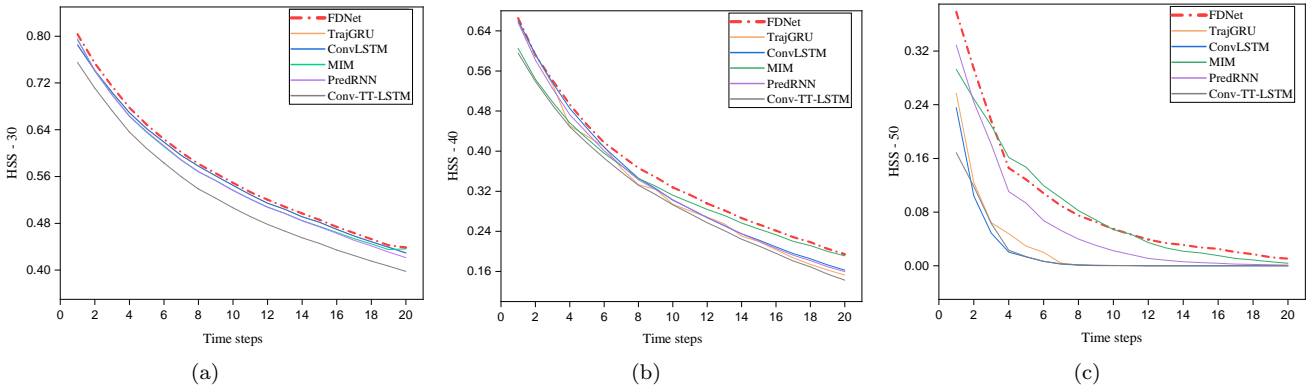 HSS - 30
0.80
0.72
0.64
0.56
0.48
0.40
0 2 4 6 8 10 12 14 16 18 20
Time steps
FDNet
TrajGRU
ConvLSTM
MIM
PredRNN
Conv-TT-LSTM
(a)
HSS - 40
0.64
0.56
0.48
0.40
0.32
0.24
0.16
0 2 4 6 8 10 12 14 16 18 20
Time steps
FDNet
TrajGRU
ConvLSTM
MIM
PredRNN
Conv-TT-LSTM
(b)
HSS - 50
0.32
0.24
0.16
0.08
0.00
0 2 4 6 8 10 12 14 16 18 20
Time steps
FDNet
TrajGRU
ConvLSTM
MIM
PredRNN
Conv-TT-LSTM
(c)